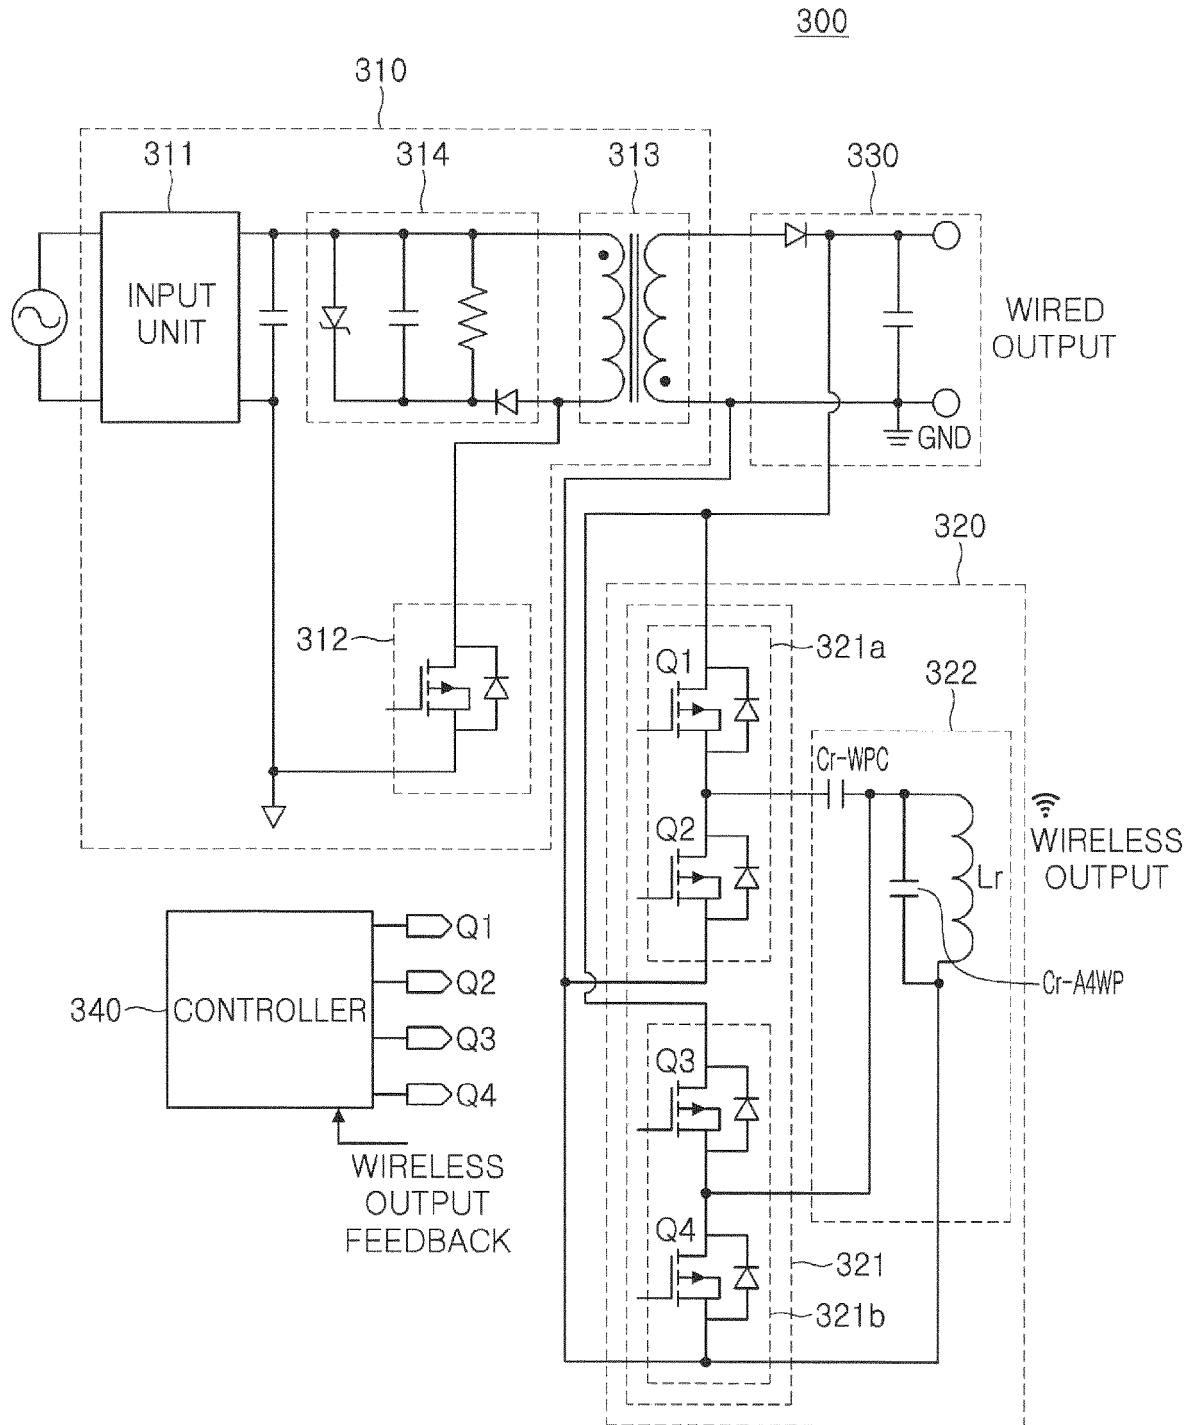 300
310
311
314
313
330
INPUT
UNIT
WIRED
OUTPUT
GND
320
312
Q1
321a
322
Cr-WPC
Q2
WIRELESS
OUTPUT
Lr
Cr-A4WP
340
CONTROLLER
Q1
Q2
Q3
Q4
WIRELESS
OUTPUT
FEEDBACK
Q3
Q4
321
321b